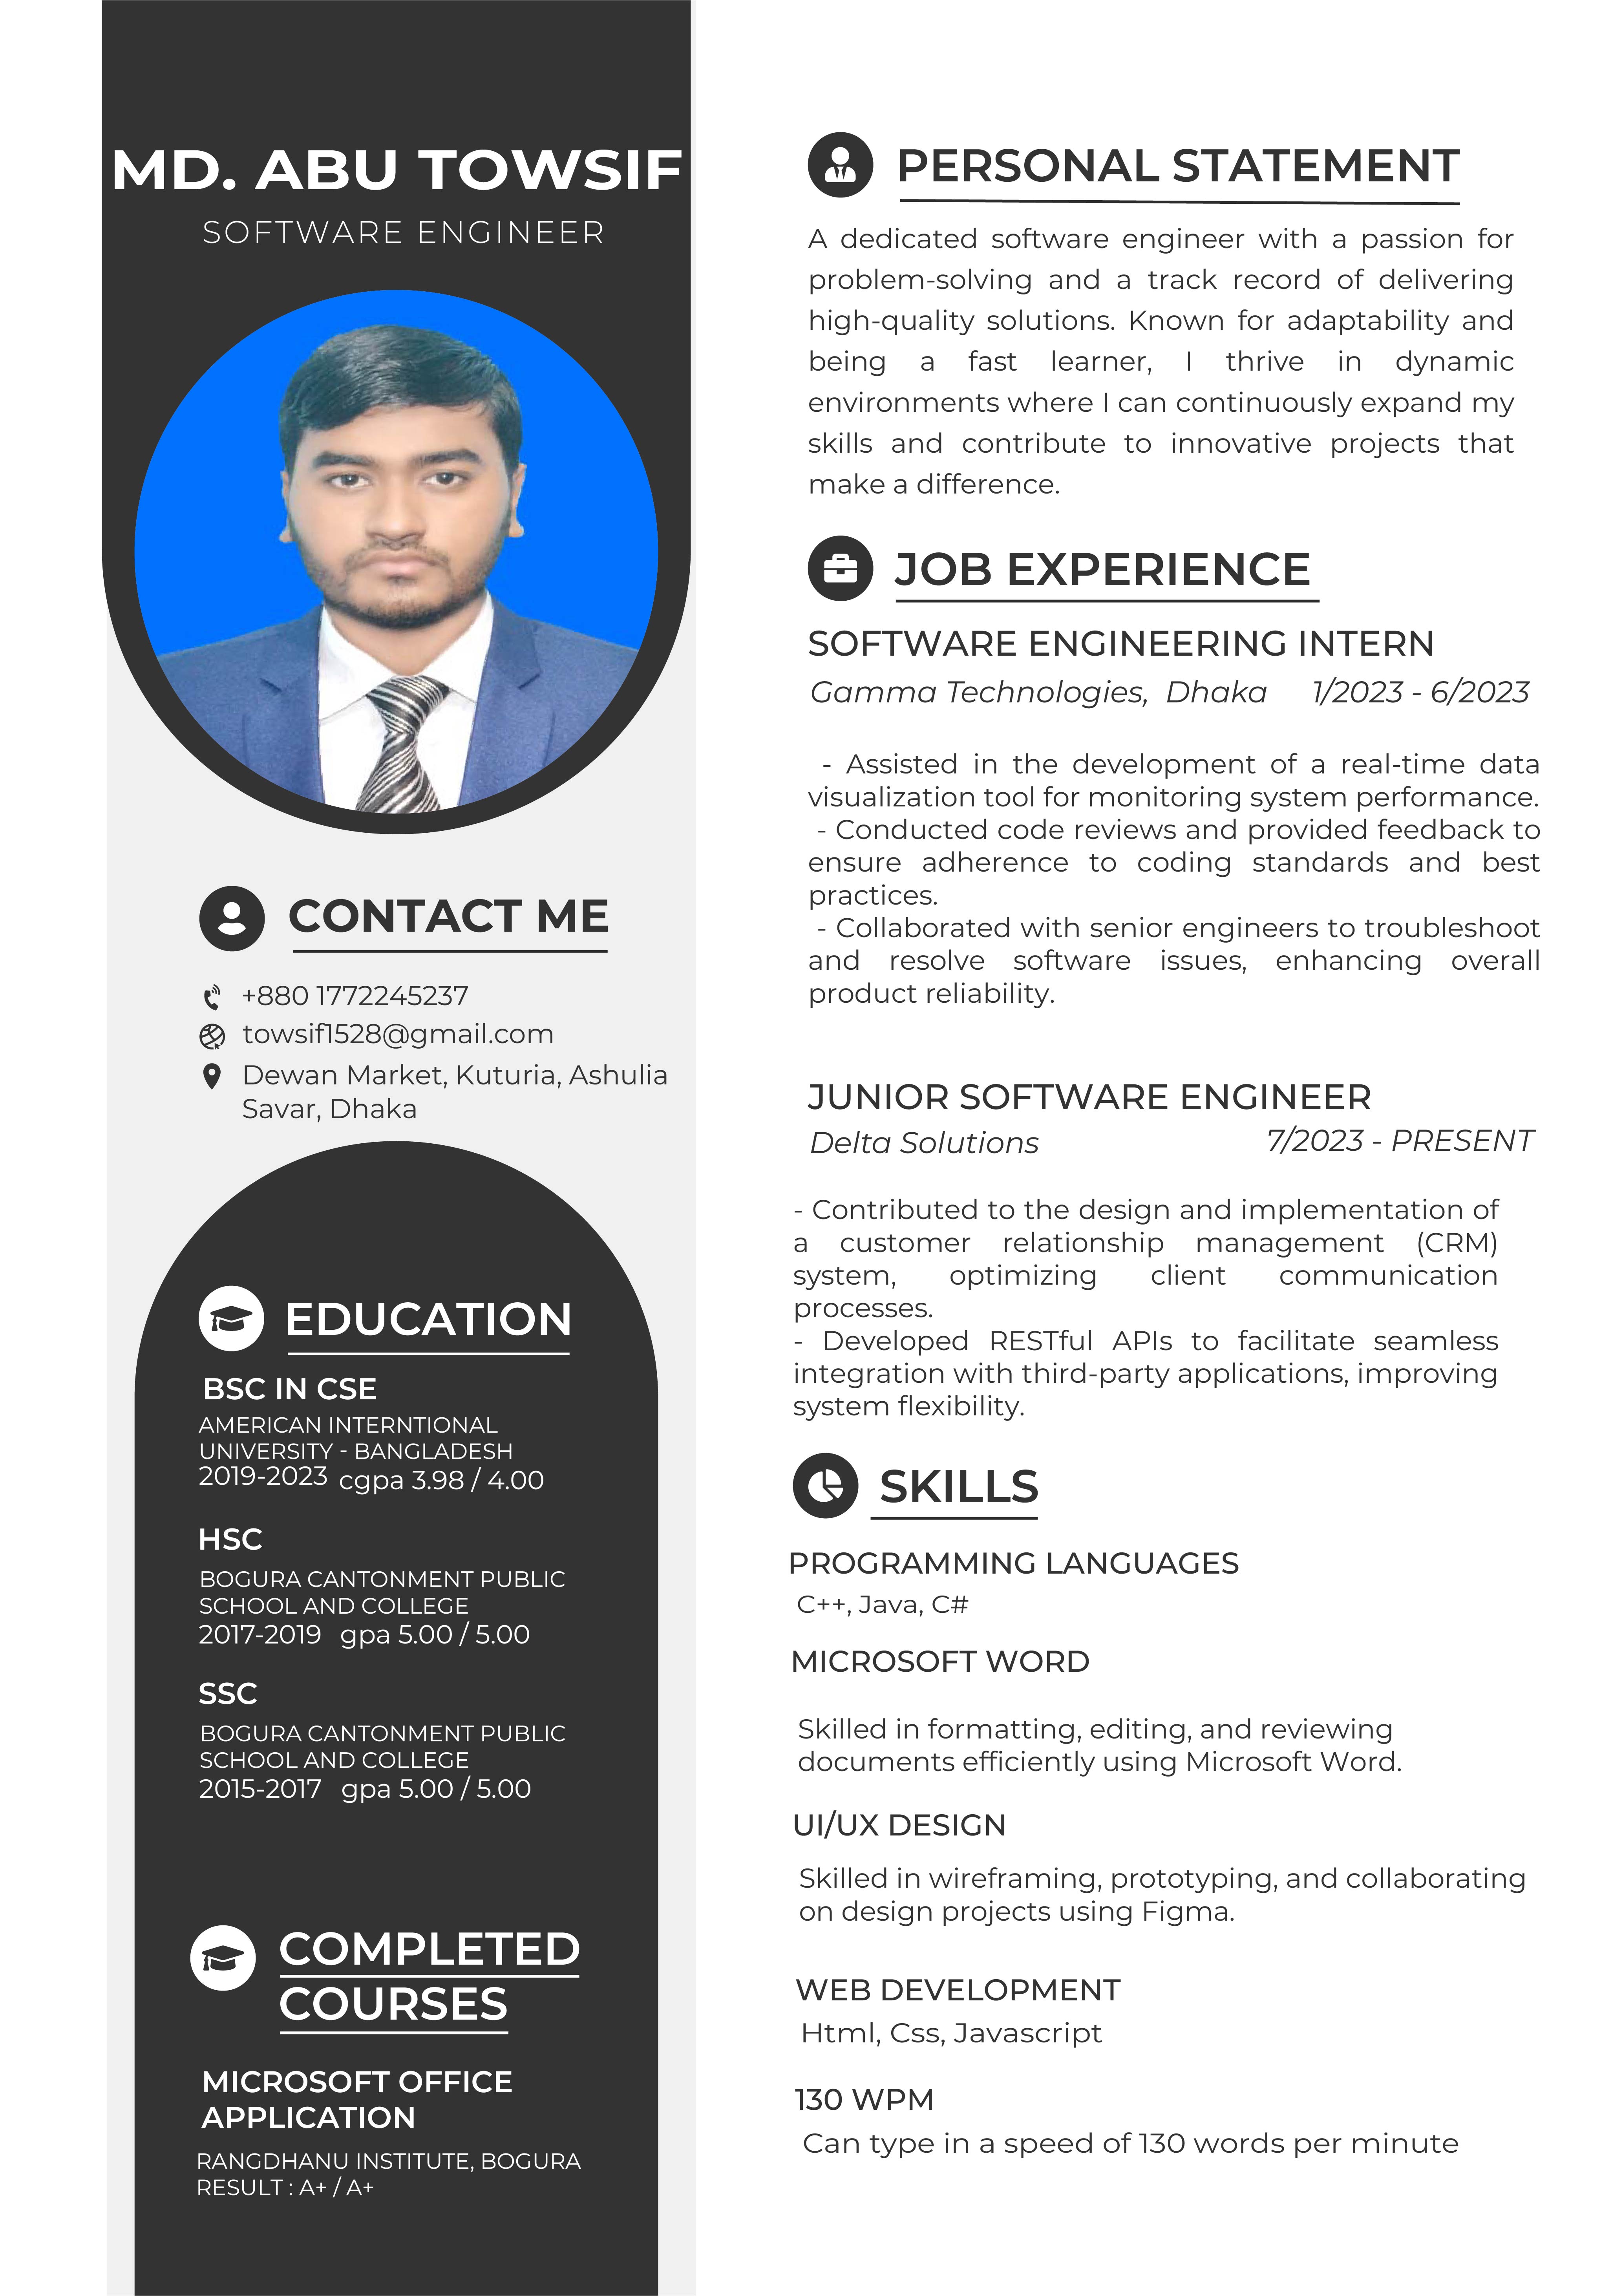 MD. ABU TOWSIF
SOFTWARE ENGINEER
CONTACT ME
+880 1772245237
towsif1528@gmail.com
Dewan Market, Kuturia, Ashulia
Savar, Dhaka
EDUCATION
BSC IN CSE
AMERICAN INTERNTIONAL
UNIVERSITY - BANGLADESH
2019-2023 cgpa 3.98 / 4.00
HSC
BOGURA CANTONMENT PUBLIC
SCHOOL AND COLLEGE
2017-2019 gpa 5.00 / 5.00
SSC
BOGURA CANTONMENT PUBLIC
SCHOOL AND COLLEGE
2015-2017 gpa 5.00 / 5.00
COMPLETED
COURSES
MICROSOFT OFFICE
APPLICATION
RANGDHANU INSTITUTE, BOGURA
RESULT : A+ / A+
PERSONAL STATEMENT
A dedicated software engineer with a passion for
problem-solving and a track record of delivering
high-quality solutions. Known for adaptability and
being a fast learner, I thrive in dynamic
environments where I can continuously expand my
skills and contribute to innovative projects that
make a difference.
JOB EXPERIENCE
SOFTWARE ENGINEERING INTERN
Gamma Technologies, Dhaka 1/2023 - 6/2023
- Assisted in the development of a real-time data
visualization tool for monitoring system performance.
- Conducted code reviews and provided feedback to
ensure adherence to coding standards and best
practices.
- Collaborated with senior engineers to troubleshoot
and resolve software issues, enhancing overall
product reliability.
JUNIOR SOFTWARE ENGINEER
Delta Solutions 7/2023 - PRESENT
- Contributed to the design and implementation of
a customer relationship management (CRM)
system, optimizing client communication
processes.
- Developed RESTful APIs to facilitate seamless
integration with third-party applications, improving
system flexibility.
SKILLS
PROGRAMMING LANGUAGES
C++, Java, C#
MICROSOFT WORD
Skilled in formatting, editing, and reviewing
documents efficiently using Microsoft Word.
UI/UX DESIGN
Skilled in wireframing, prototyping, and collaborating
on design projects using Figma.
WEB DEVELOPMENT
Html, Css, Javascript
130 WPM
Can type in a speed of 130 words per minute